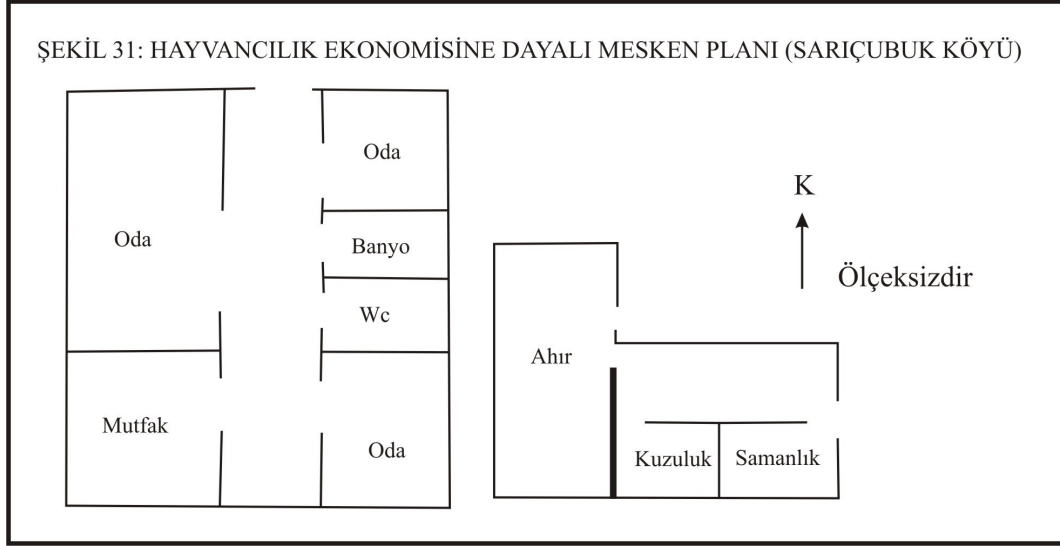 ŞEKİL 31: HAYVANCILIK EKONOMİSİNE DAYALI MESKEN PLANI (SARIÇUBUK KÖYÜ)
Oda
Oda
Banyo
Wc
Mutfak
Oda
K
Ölçeksizdir
Ahır
Kuzuluk
Samanlık